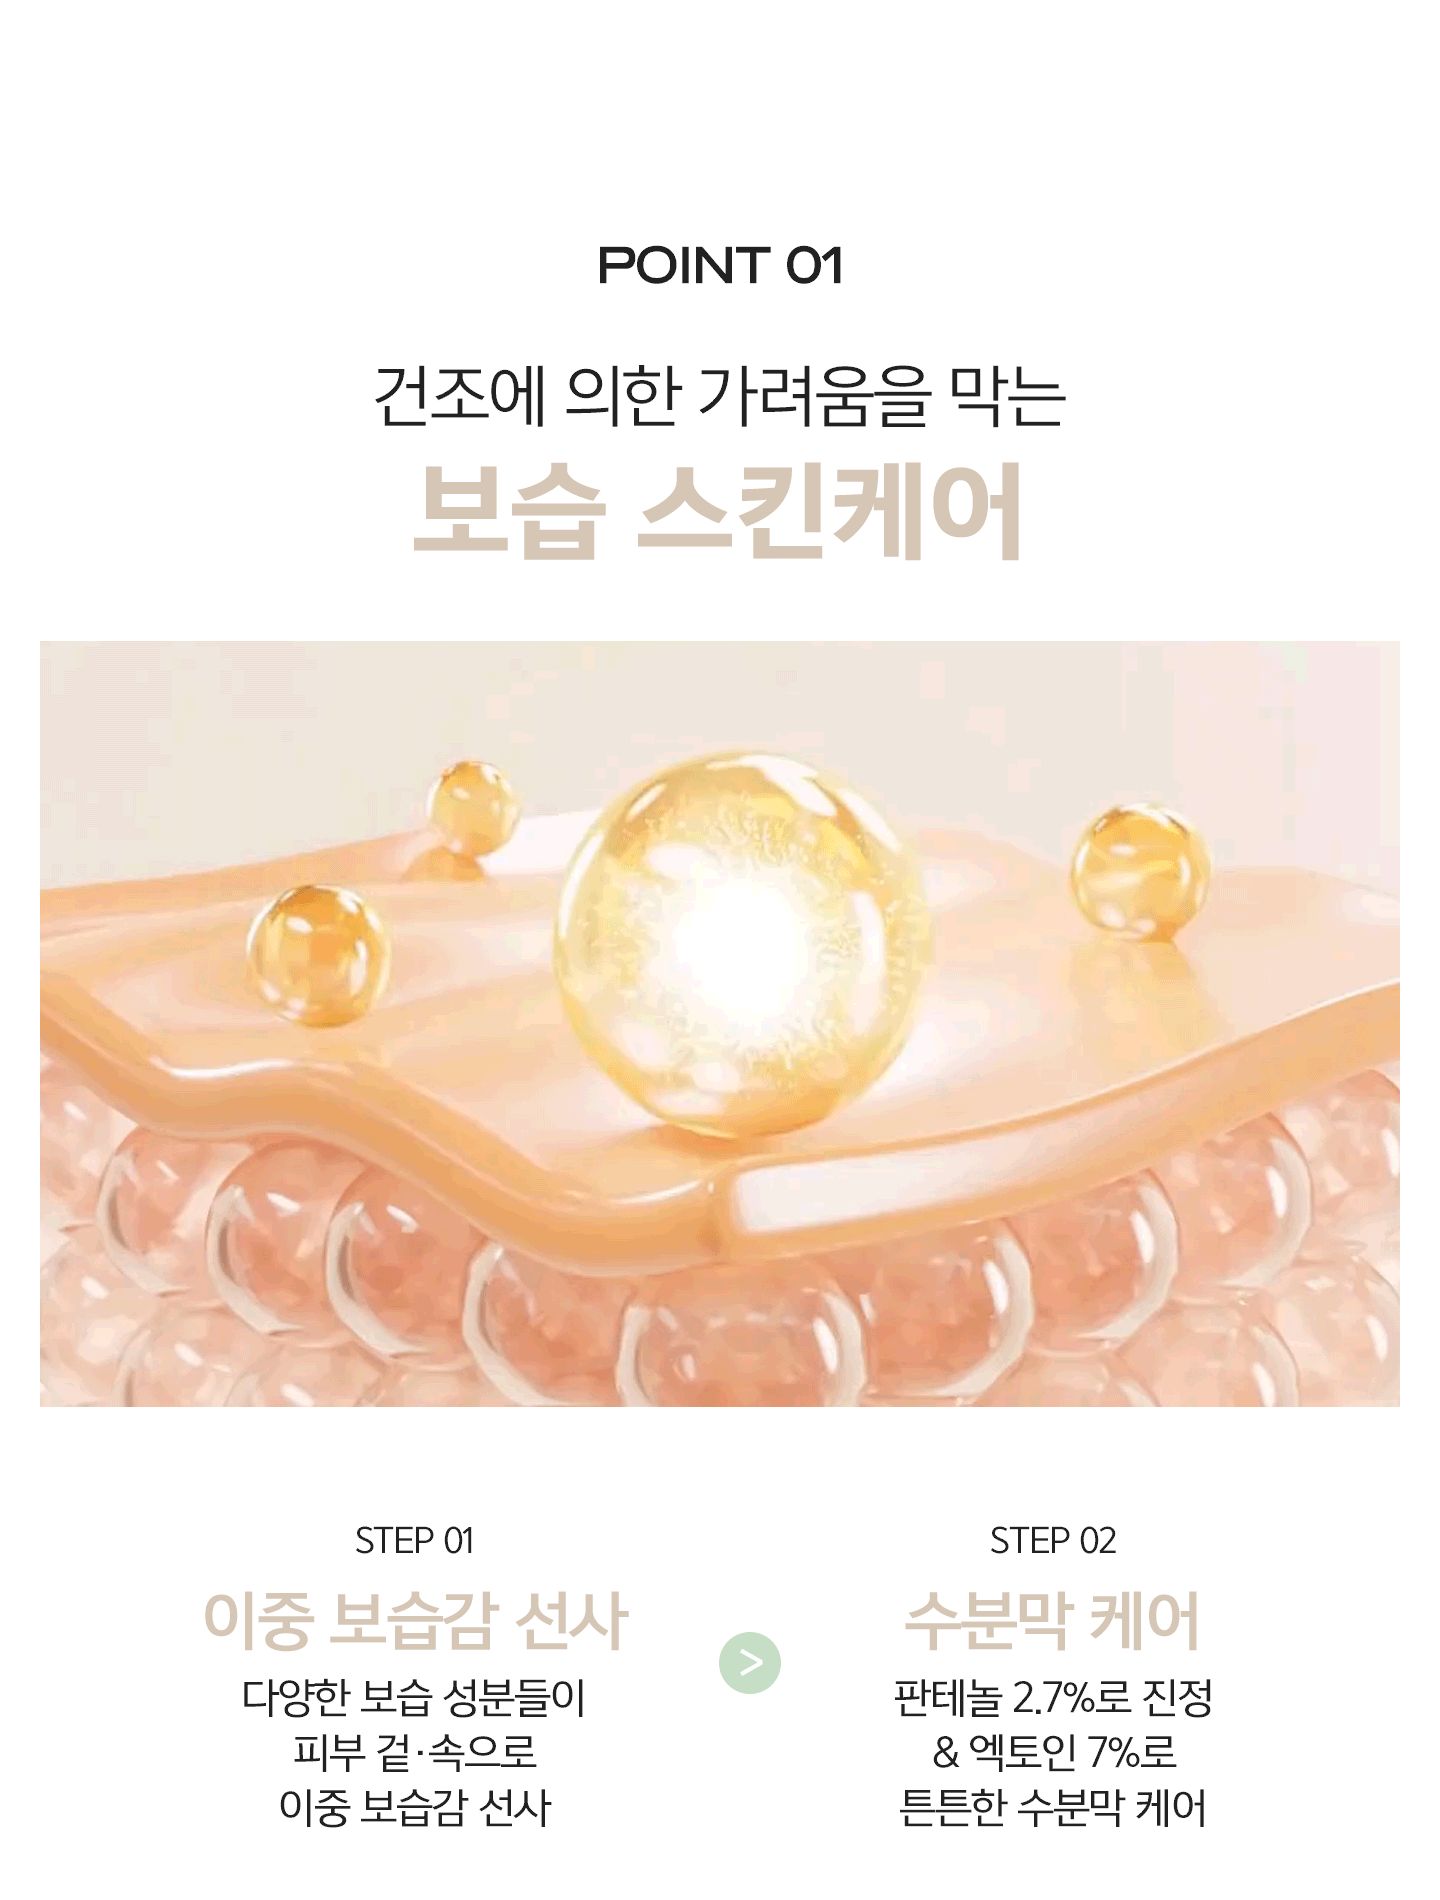 POINT 01
건조에 의한 가려움을 막는
보습 스킨케어
STEP 01
이중 보습감 선사
다양한 보습 성분들이
피부 겉·속으로
이중 보습감 선사
>
STEP 02
수분막 케어
판테놀 2.7%로 진정
& 엑토인 7%로
튼튼한 수분막 케어